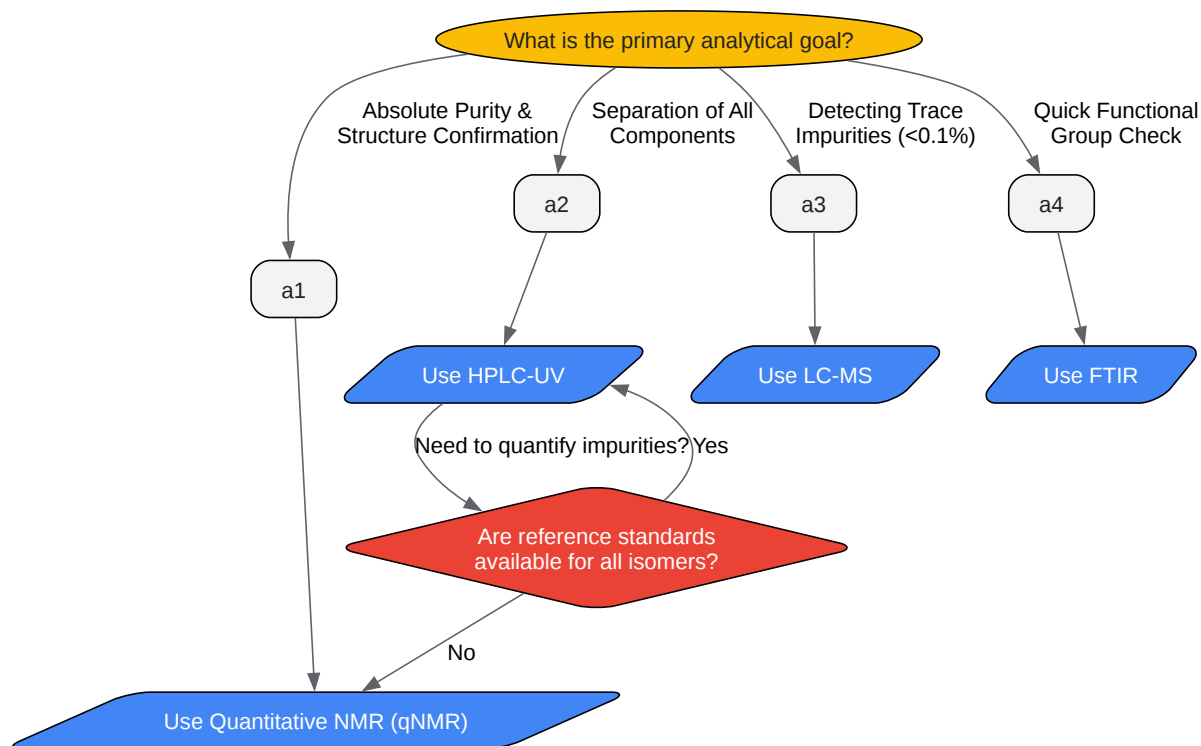 What is the primary analytical goal?
Absolute Purity &
Structure Confirmation
Separation of All
Components
Detecting Trace
Impurities (<0.1%)
Quick Functional
Group Check
a2
a3
a4
a1
Use HPLC-UV
Use LC-MS
Use FTIR
Need to quantify impurities?
Yes
Are reference standards
available for all isomers?
No
Use Quantitative NMR (qNMR)